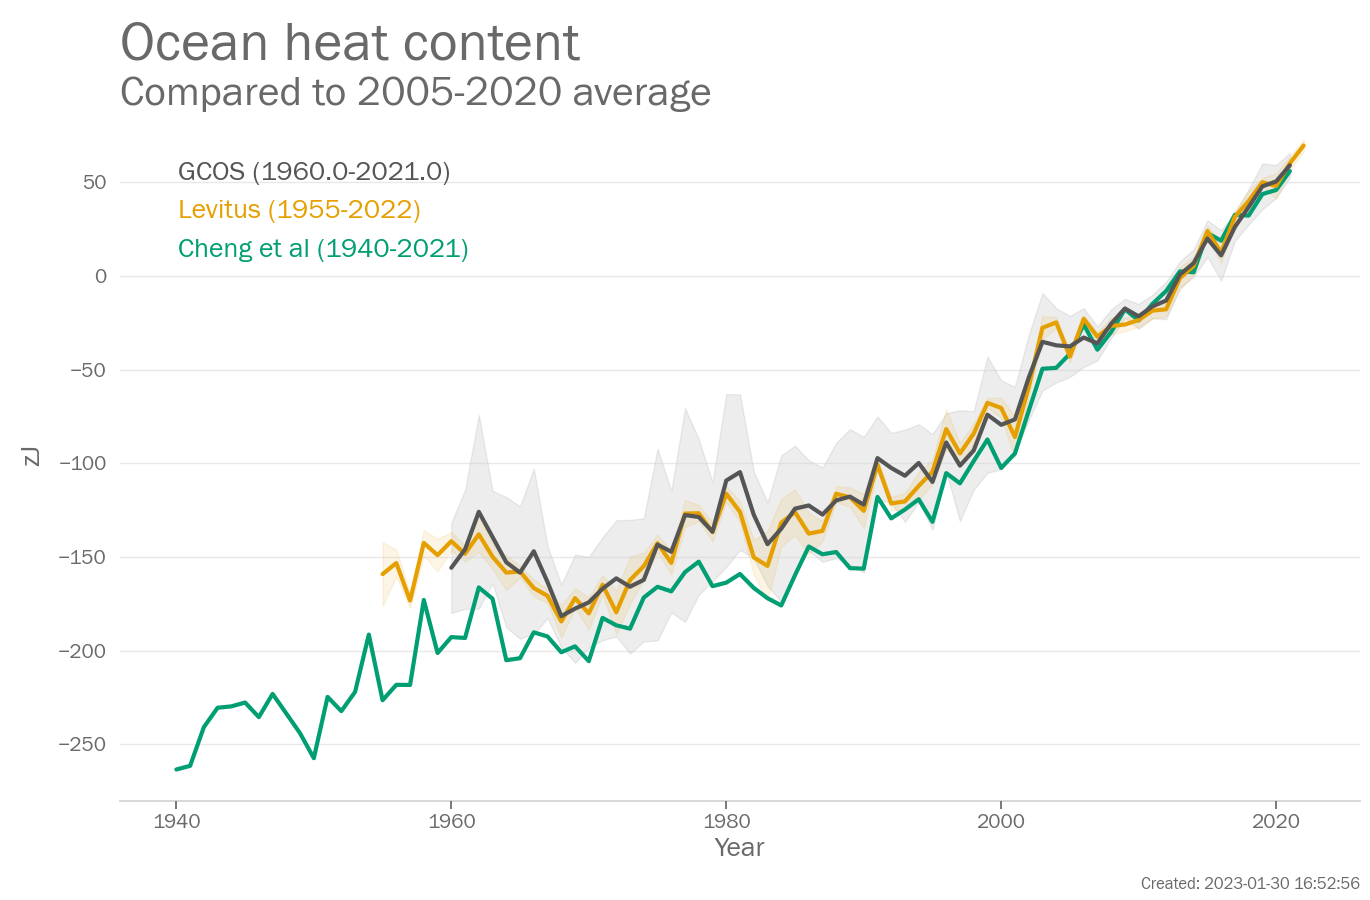 Ocean heat content
Compared to 2005-2020 average
GCOS (1960.0-2021.0)
Levitus (1955-2022)
Cheng et al (1940-2021)
50
0
−50
−100
−150
−200
−250
zJ
1940 1960 1980 2000 2020
Year
Created: 2023-01-30 16:52:56